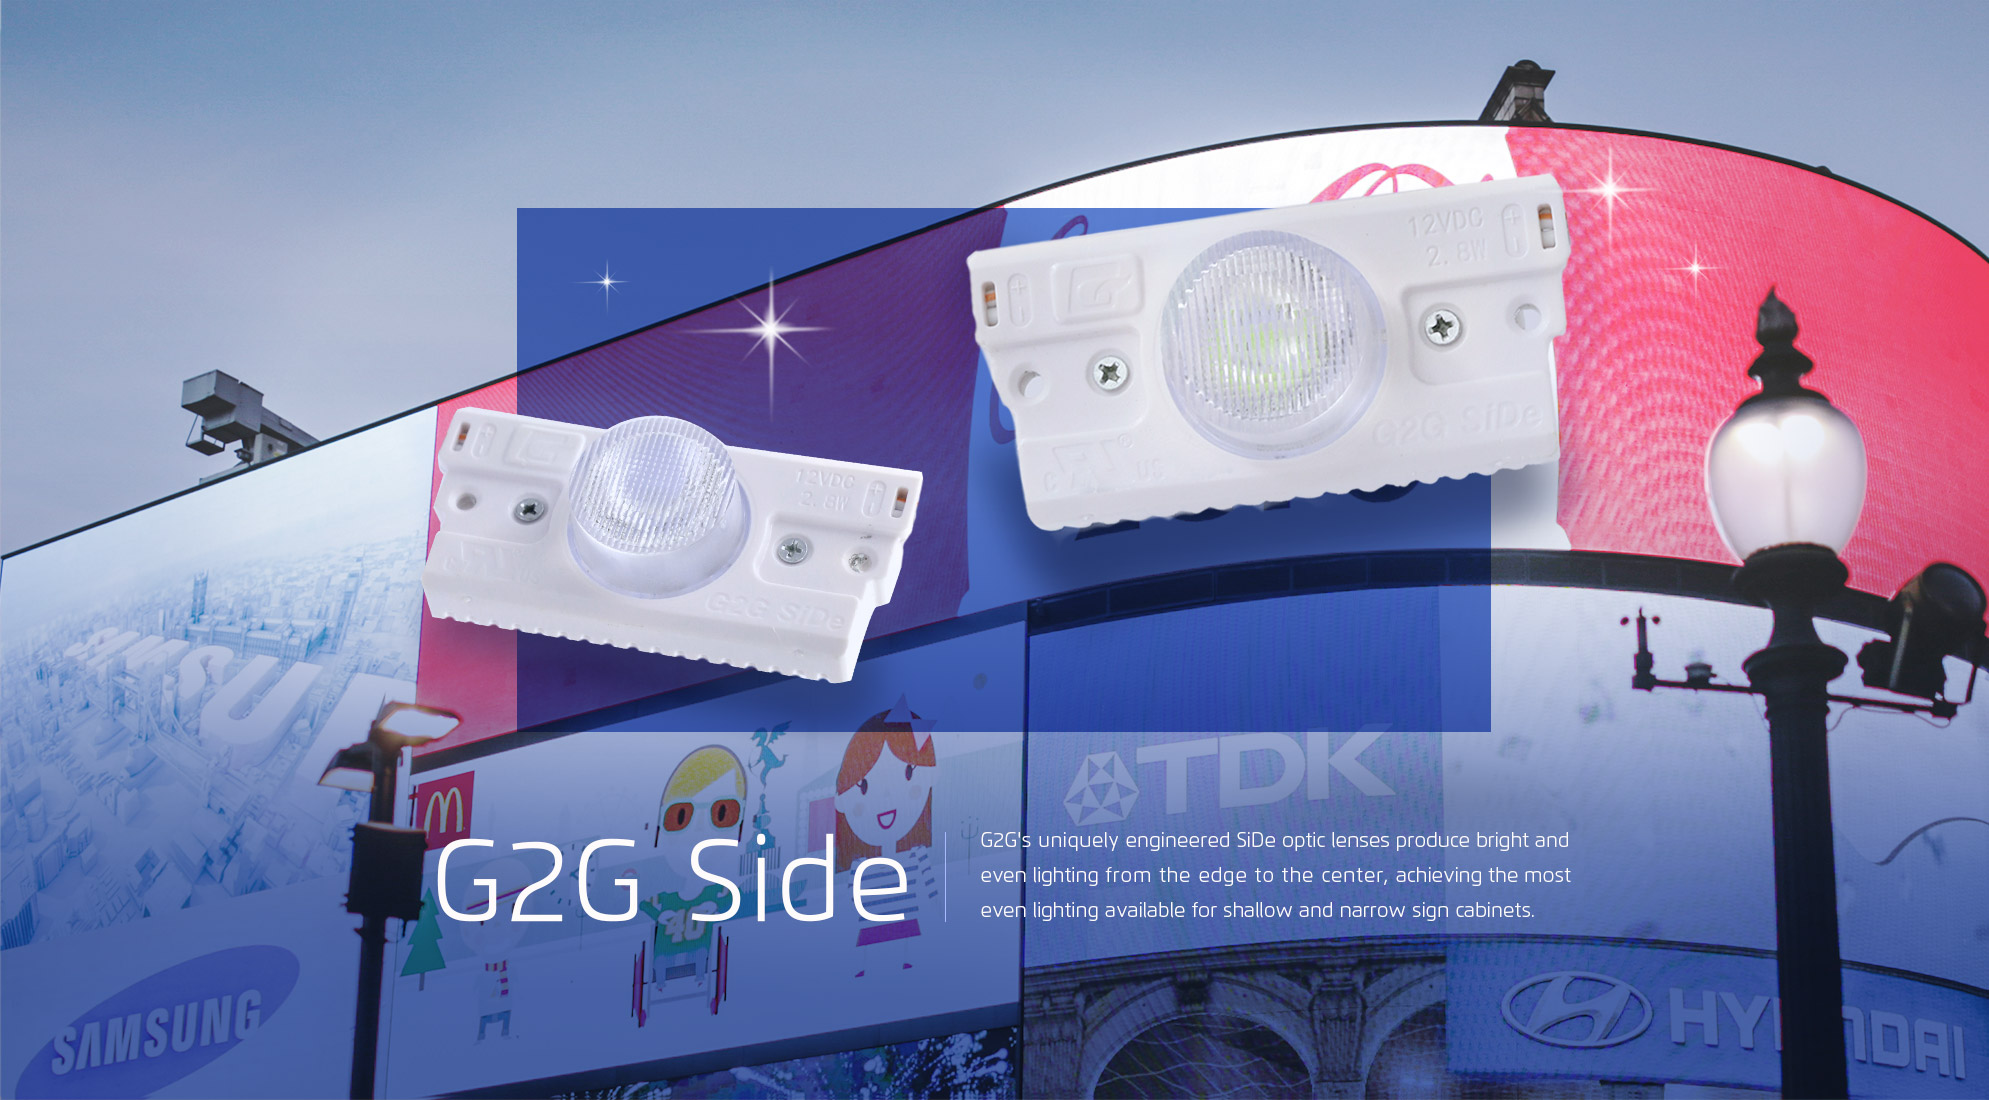 12VDC
2.8W
G2G SiDe
C US
12VDC
2.8W
G2G SiDe
TDK
40
G2G Side
G2G's uniquely engineered SiDe optic lenses produce bright and
even lighting from the edge to the center, achieving the most
even lighting available for shallow and narrow sign cabinets.
SAMSUNG